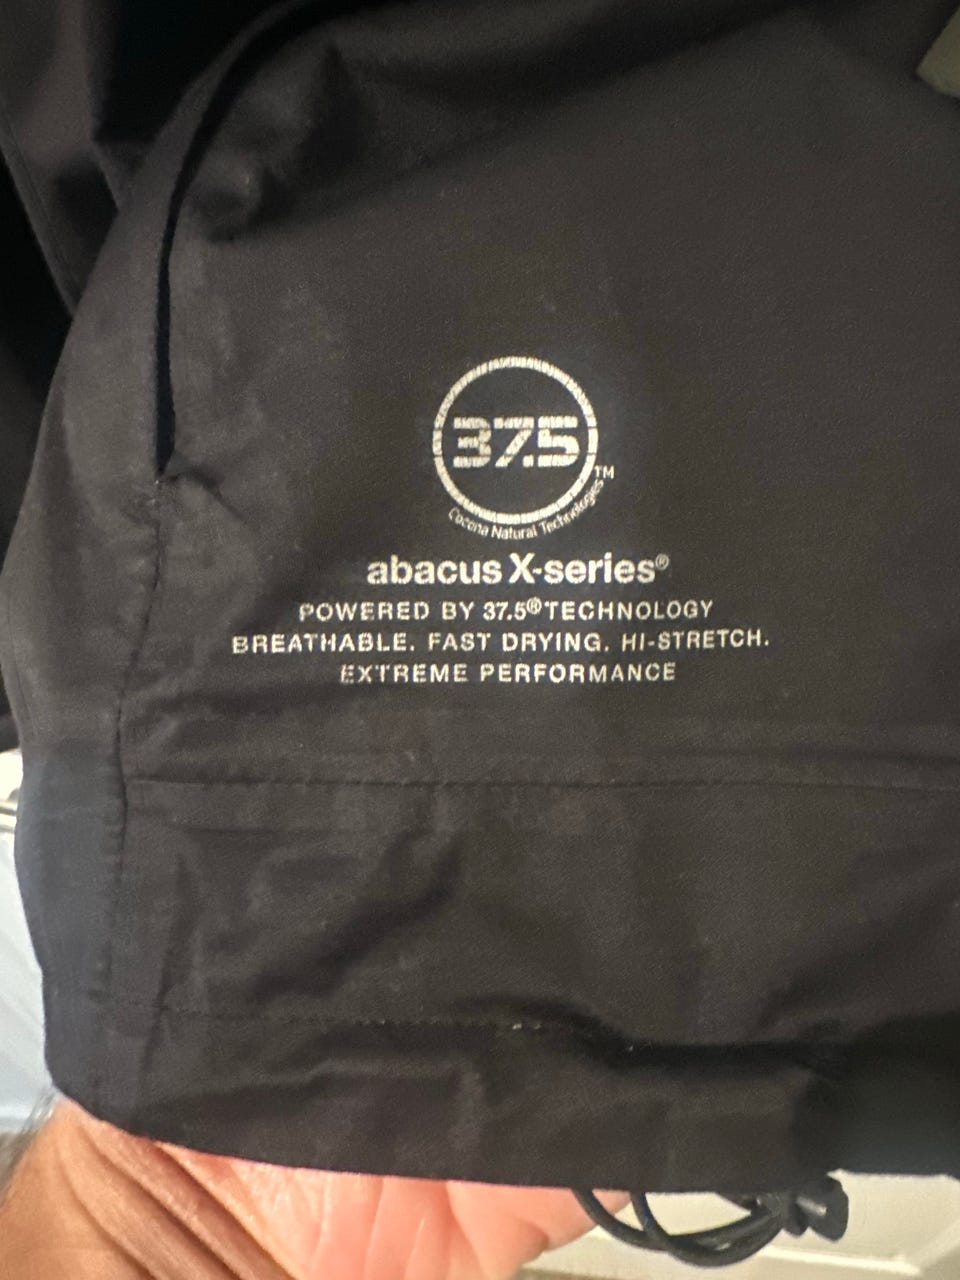 37.5
TM
Cocona Natural Technologies
abacus X-series®
POWERED BY 37.5® TECHNOLOGY
BREATHABLE. FAST DRYING. HI-STRETCH.
EXTREME PERFORMANCE